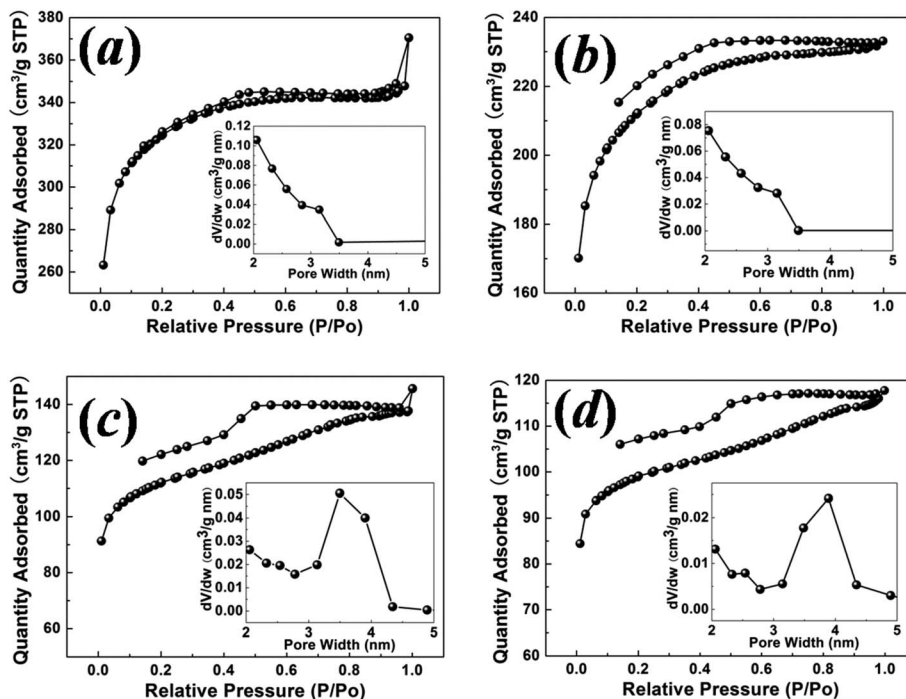 (a)
Quantity Adsorbed (cm³/g STP)
380
360
340
320
300
280
260
0.0 0.2 0.4 0.6 0.8 1.0
Relative Pressure (P/Po)
dV/dw (cm³/g nm)
0.12
0.10
0.08
0.06
0.04
0.02
0.00
2 3 4 5
Pore Width (nm)
(b)
Quantity Adsorbed (cm³/g STP)
240
220
200
180
160
0.0 0.2 0.4 0.6 0.8 1.0
Relative Pressure (P/Po)
dV/dw (cm³/g nm)
0.08
0.06
0.04
0.02
0.00
2 3 4 5
Pore Width (nm)
(c)
Quantity Adsorbed (cm³/g STP)
140
120
100
80
60
0.0 0.2 0.4 0.6 0.8 1.0
Relative Pressure (P/Po)
dV/dw (cm³/g nm)
0.05
0.04
0.03
0.02
0.01
0.00
2 3 4 5
Pore Width (nm)
(d)
Quantity Adsorbed (cm³/g STP)
120
110
100
90
80
70
60
0.0 0.2 0.4 0.6 0.8 1.0
Relative Pressure (P/Po)
dV/dw (cm³/g nm)
0.02
0.01
0.00
2 3 4 5
Pore Width (nm)